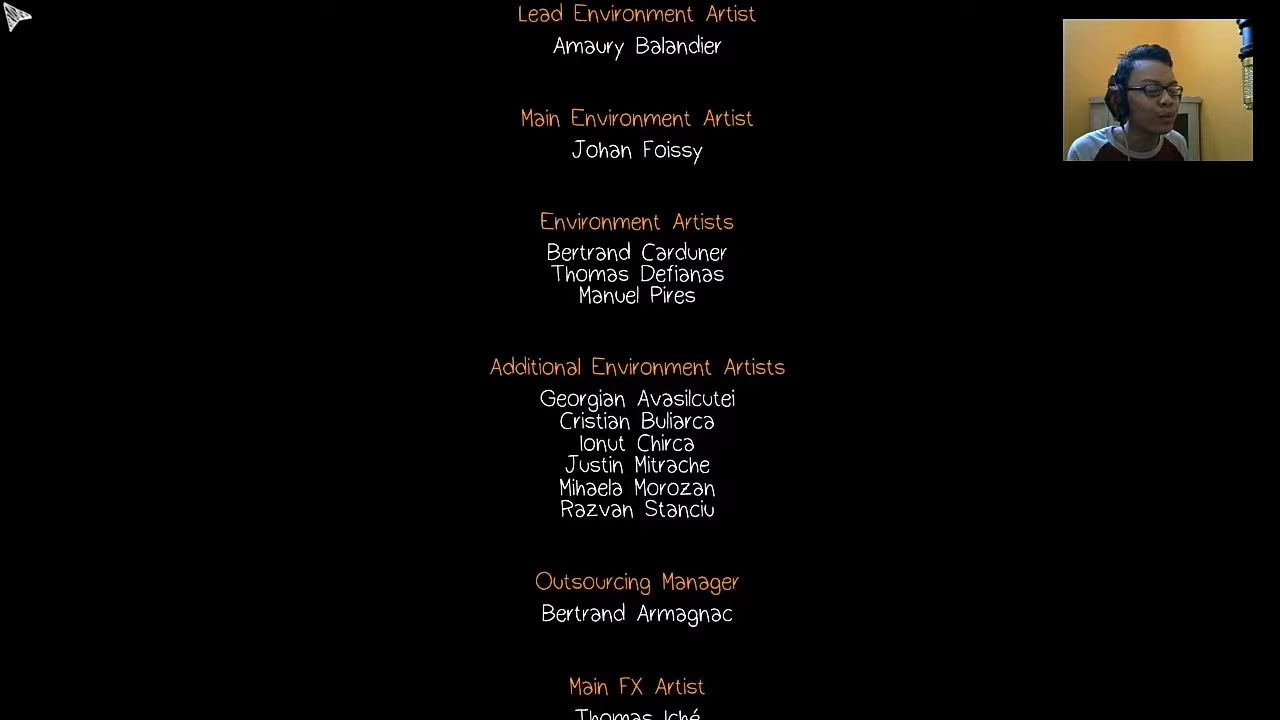 Lead Environment Artist
Amaury Balandier
Main Environment Artist
Johan Foissy
Environment Artists
Bertrand Carduner
Thomas Defianas
Manuel Pires
Additional Environment Artists
Georgian Avasilcutei
Cristian Buliarca
Ionut Chirca
Justin Mitrache
Mihaela Morozan
Razvan Stanciu
Outsourcing Manager
Bertrand Armagnac
Main FX Artist
Thomas Iché